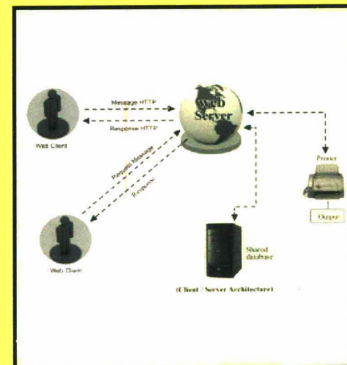 Message HTTP
Response HTTP
Web Client
Web
Server
Request Message
Response
Web Client
Printer
Output
Shared
database
(Client / Server Architecture)